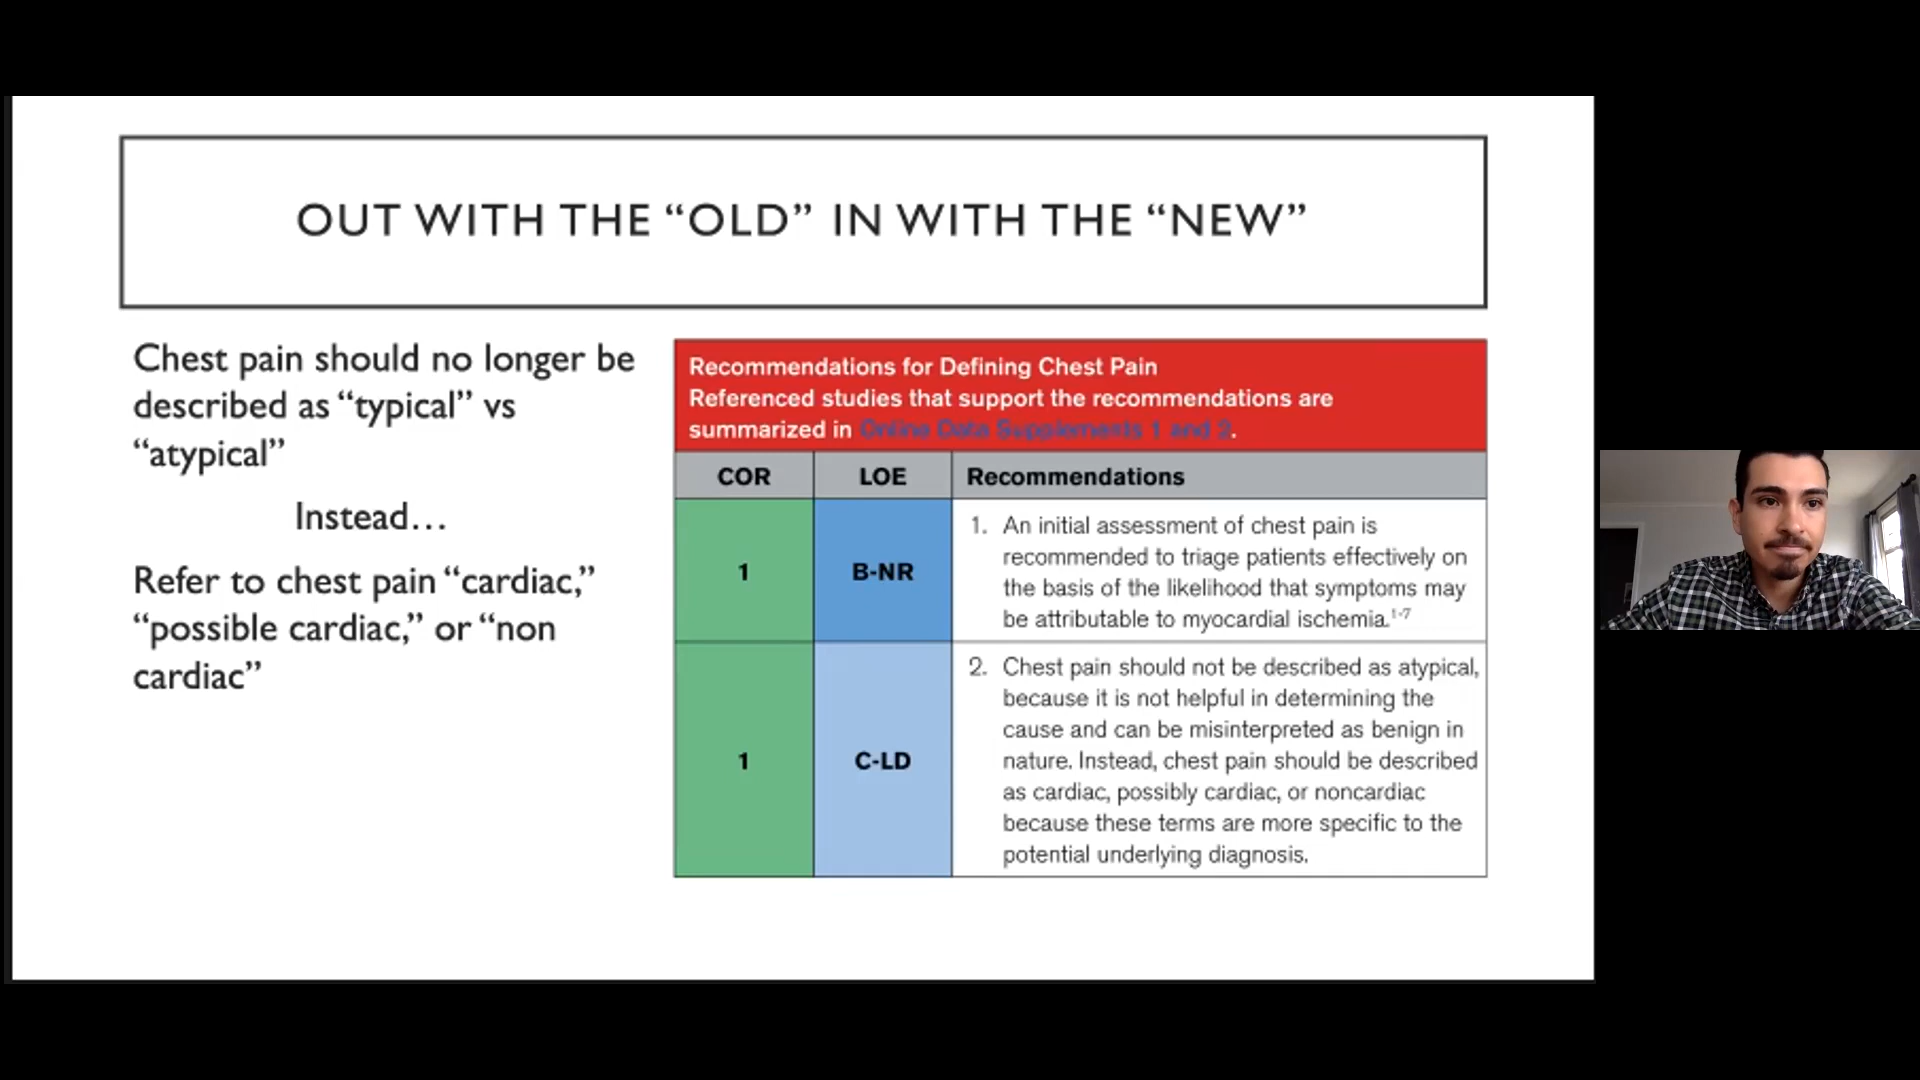 OUT WITH THE “OLD” IN WITH THE “NEW”
Chest pain should no longer be
described as “typical” vs
“atypical”
Instead...
Refer to chest pain “cardiac,”
“possible cardiac,” or “non
cardiac”
Recommendations for Defining Chest Pain
Referenced studies that support the recommendations are
summarized in Online Data Supplements 1 and 2.
COR LOE Recommendations
1 B-NR
1. An initial assessment of chest pain is
recommended to triage patients effectively on
the basis of the likelihood that symptoms may
be attributable to myocardial ischemia.1-7
1 C-LD
2. Chest pain should not be described as atypical,
because it is not helpful in determining the
cause and can be misinterpreted as benign in
nature. Instead, chest pain should be described
as cardiac, possibly cardiac, or noncardiac
because these terms are more specific to the
potential underlying diagnosis.